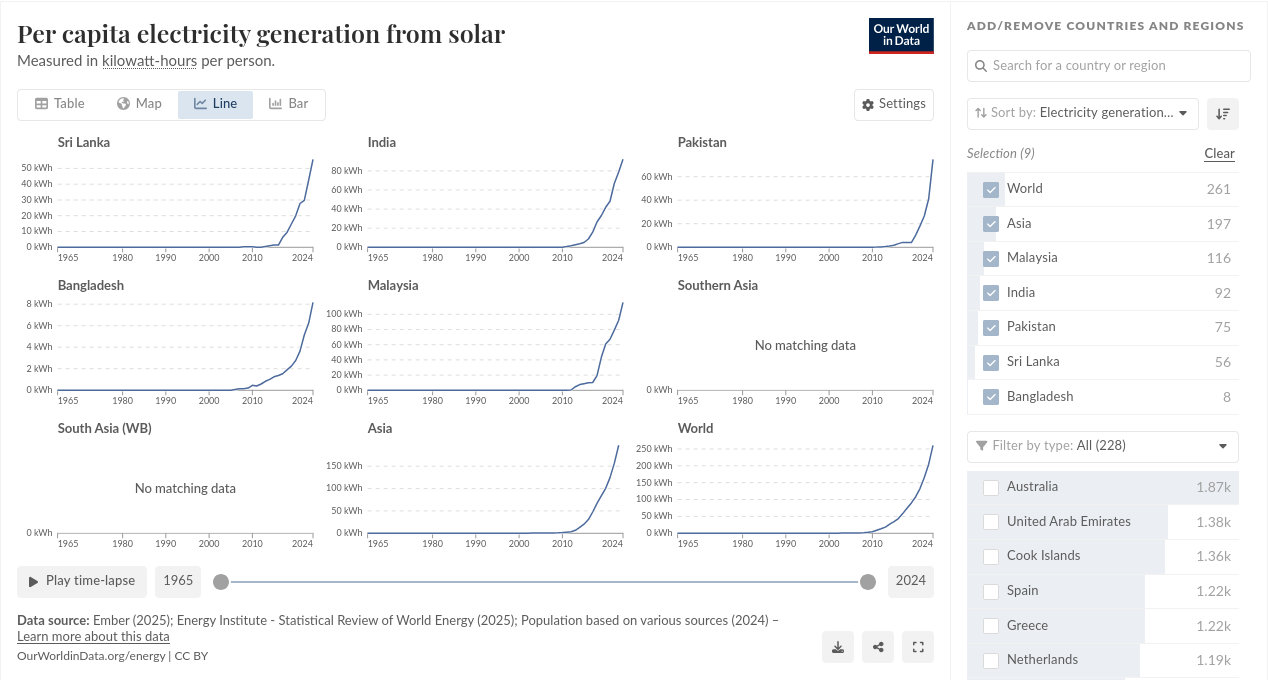 Per capita electricity generation from solar
Measured in kilowatt-hours per person.
Our World
in Data
Table
Map
Line
Bar
Settings
Sri Lanka
50 kWh
40 kWh
30 kWh
20 kWh
10 kWh
0 kWh
1965 1980 1990 2000 2010 2024
India
80 kWh
60 kWh
40 kWh
20 kWh
0 kWh
1965 1980 1990 2000 2010 2024
Pakistan
60 kWh
40 kWh
20 kWh
0 kWh
1965 1980 1990 2000 2010 2024
Bangladesh
8 kWh
6 kWh
4 kWh
2 kWh
0 kWh
1965 1980 1990 2000 2010 2024
Malaysia
100 kWh
80 kWh
60 kWh
40 kWh
20 kWh
0 kWh
1965 1980 1990 2000 2010 2024
Southern Asia
No matching data
0 kWh
1965 1980 1990 2000 2010 2024
South Asia (WB)
No matching data
0 kWh
1965 1980 1990 2000 2010 2024
Asia
150 kWh
100 kWh
50 kWh
0 kWh
1965 1980 1990 2000 2010 2024
World
250 kWh
200 kWh
150 kWh
100 kWh
50 kWh
0 kWh
1965 1980 1990 2000 2010 2024
Play time-lapse
1965
2024
Data source: Ember (2025); Energy Institute - Statistical Review of World Energy (2025); Population based on various sources (2024) –
Learn more about this data
OurWorldinData.org/energy | CC BY
ADD/REMOVE COUNTRIES AND REGIONS
Search for a country or region
Sort by: Electricity generation...
Selection (9)
Clear
World 261
Asia 197
Malaysia 116
India 92
Pakistan 75
Sri Lanka 56
Bangladesh 8
Filter by type: All (228)
Australia 1.87k
United Arab Emirates 1.38k
Cook Islands 1.36k
Spain 1.22k
Greece 1.22k
Netherlands 1.19k